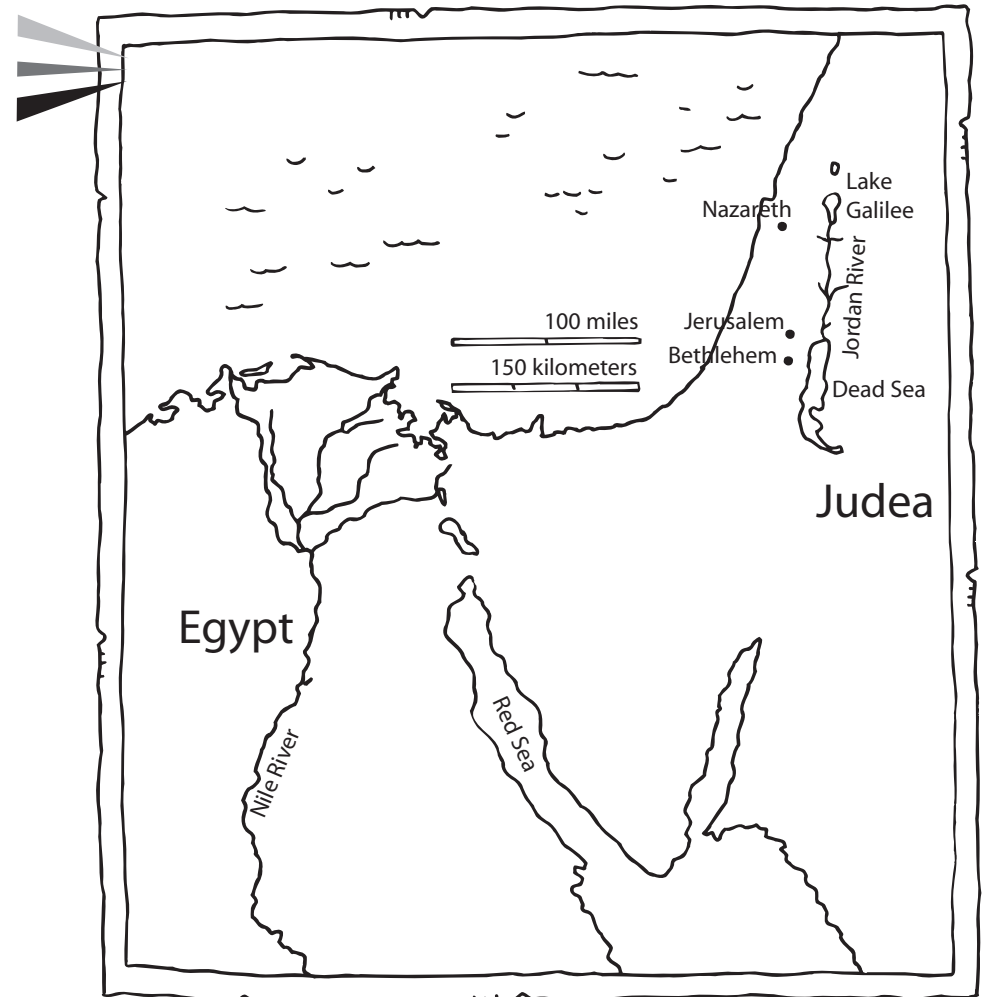 Lake
Galilee
Nazareth
Jordan River
100 miles
Jerusalem
150 kilometers
Bethlehem
Dead Sea
Judea
Egypt
Red Sea
Nile River